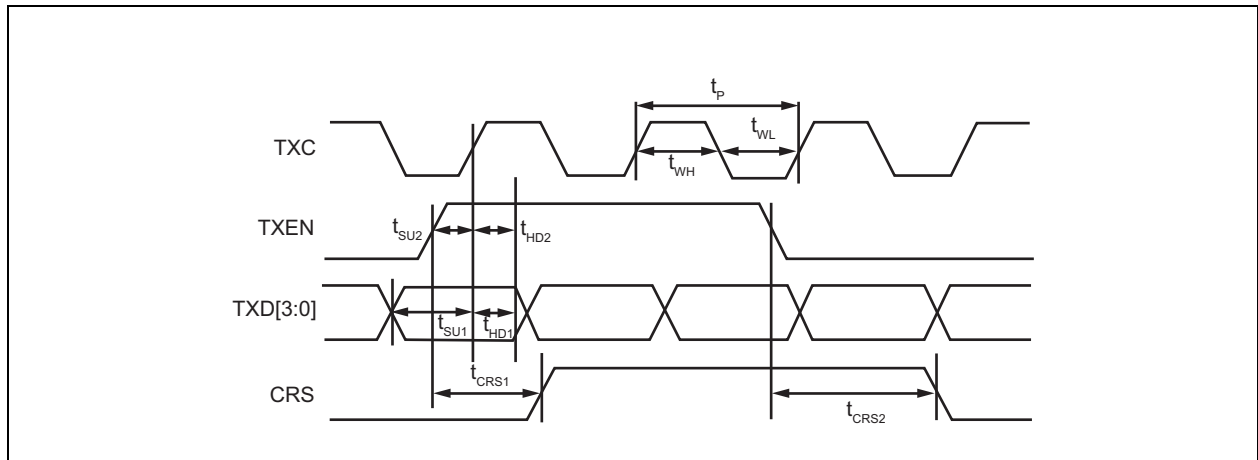 tP
TXC
tWL
tWH
TXEN
tSU2
tHD2
TXD[3:0]
tSU1
tHD1
tCRS1
CRS
tCRS2